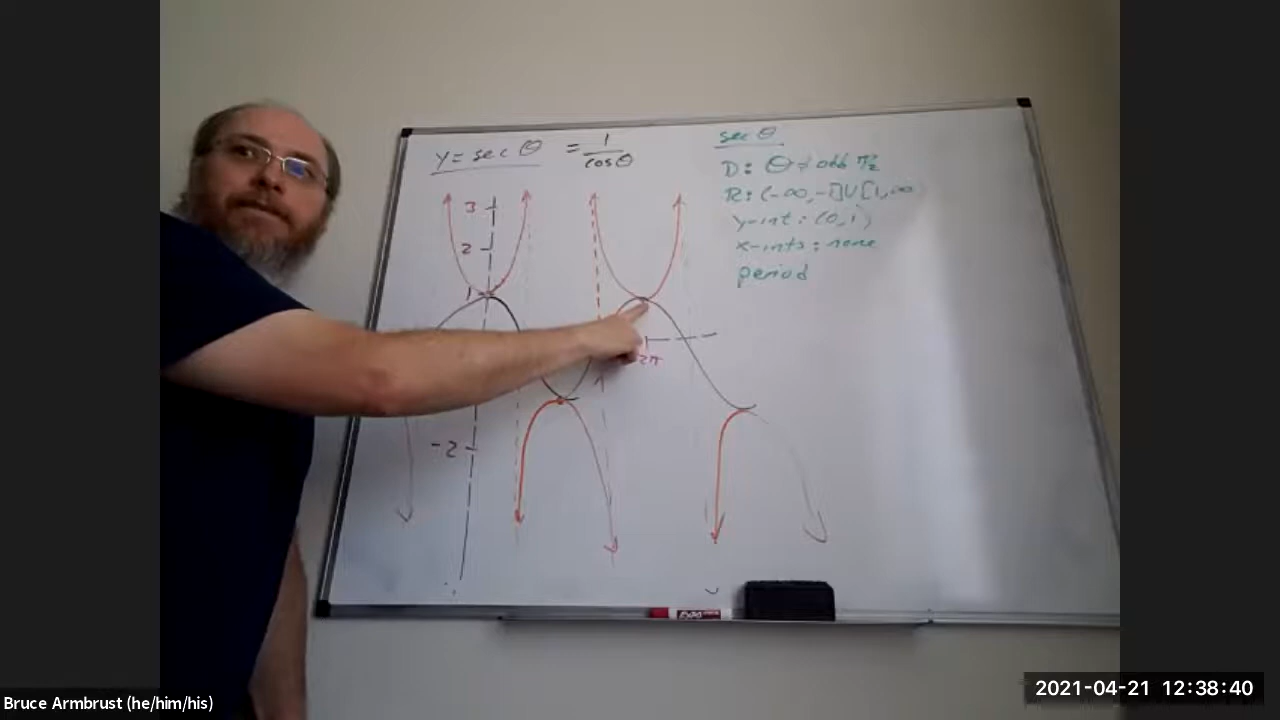 y = sec θ = 1/cos θ
sec θ
D: θ ≠ odd π/2
R: (-∞, -1]U[1, ∞)
y-int: (0, 1)
x-ints: none
period
3
2
1
2π
-2
EXPO
Bruce Armbrust (he/him/his)
2021-04-21 12:38:40